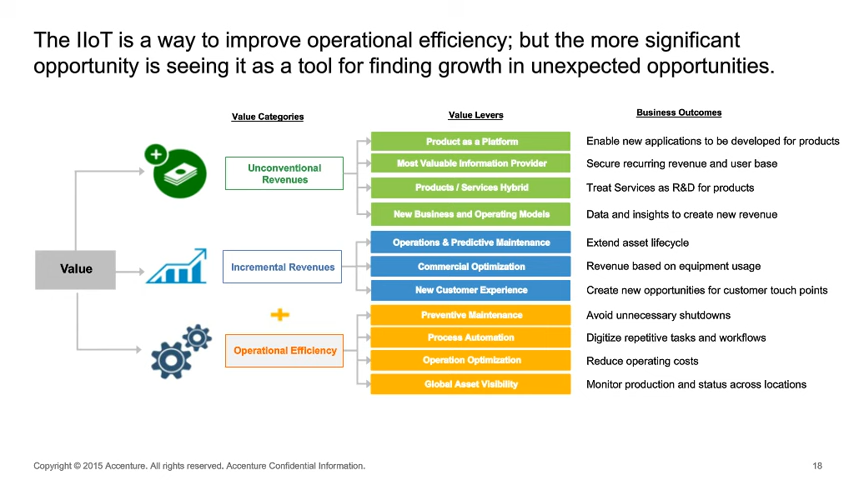 The IIoT is a way to improve operational efficiency; but the more significant
opportunity is seeing it as a tool for finding growth in unexpected opportunities.
Value Categories
Value Levers
Business Outcomes
Value
Unconventional
Revenues
Product as a Platform
Enable new applications to be developed for products
Most Valuable Information Provider
Secure recurring revenue and user base
Products / Services Hybrid
Treat Services as R&D for products
New Business and Operating Models
Data and insights to create new revenue
Incremental Revenues
Operations & Predictive Maintenance
Extend asset lifecycle
Commercial Optimization
Revenue based on equipment usage
New Customer Experience
Create new opportunities for customer touch points
Operational Efficiency
Preventive Maintenance
Avoid unnecessary shutdowns
Process Automation
Digitize repetitive tasks and workflows
Operation Optimization
Reduce operating costs
Global Asset Visibility
Monitor production and status across locations
Copyright © 2015 Accenture. All rights reserved. Accenture Confidential Information.
18